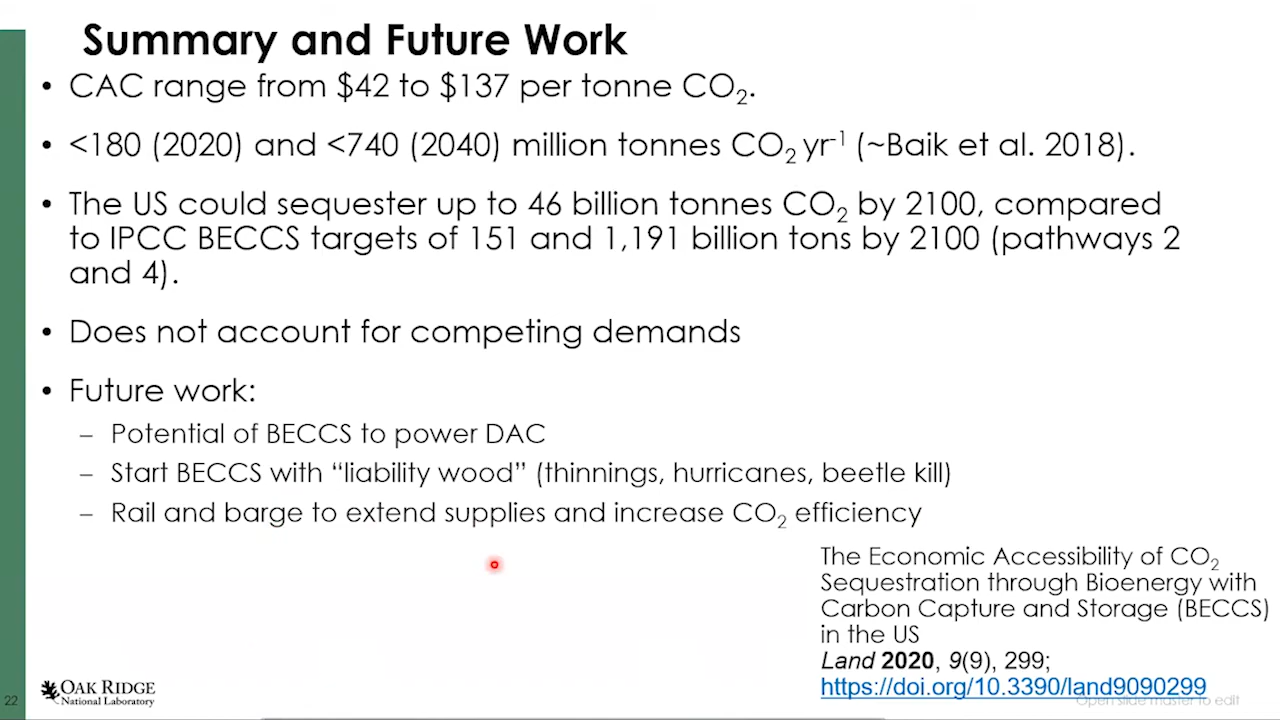 Summary and Future Work
• CAC range from $42 to $137 per tonne CO₂.
• <180 (2020) and <740 (2040) million tonnes CO₂ yr⁻¹ (~Baik et al. 2018).
• The US could sequester up to 46 billion tonnes CO₂ by 2100, compared
to IPCC BECCS targets of 151 and 1,191 billion tons by 2100 (pathways 2
and 4).
• Does not account for competing demands
• Future work:
– Potential of BECCS to power DAC
– Start BECCS with “liability wood” (thinnings, hurricanes, beetle kill)
– Rail and barge to extend supplies and increase CO₂ efficiency
The Economic Accessibility of CO₂
Sequestration through Bioenergy with
Carbon Capture and Storage (BECCS)
in the US
Land 2020, 9(9), 299;
https://doi.org/10.3390/land9090299
22
OAK RIDGE
National Laboratory
Open slide master to edit